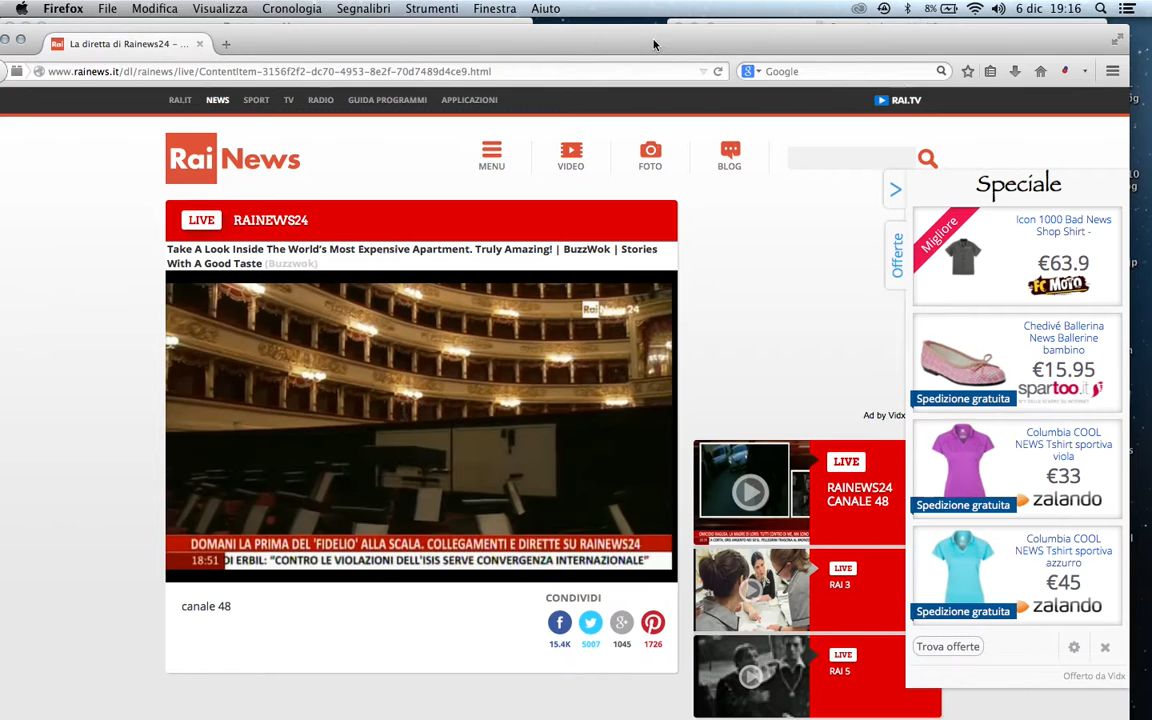 Firefox File Modifica Visualizza Cronologia Segnalibri Strumenti Finestra Aiuto 8% 6 dic 19:16
Rai La diretta di Rainews24 – ...
www.rainews.it/dl/rainews/live/ContentItem-3156f2f2-dc70-4953-8e2f-70d7489d4ce9.html
Google
RAI.IT NEWS SPORT TV RADIO GUIDA PROGRAMMI APPLICAZIONI RAI.TV
Rai News
MENU VIDEO FOTO BLOG
LIVE RAINEWS24
Take A Look Inside The World's Most Expensive Apartment. Truly Amazing! | BuzzWok | Stories
With A Good Taste (Buzzwok)
Rai News 24
DOMANI LA PRIMA DEL 'FIDELIO' ALLA SCALA. COLLEGAMENTI E DIRETTE SU RAINEWS24
18:51 DI ERBIL: "CONTRO LE VIOLAZIONI DELL'ISIS SERVE CONVERGENZA INTERNAZIONALE"
canale 48
CONDIVIDI
15.4K 5007 1045 1726
Ad by Vidx
LIVE
RAINEWS24
CANALE 48
LIVE
RAI 3
LIVE
RAI 5
Speciale
Offerte
Migliore
Icon 1000 Bad News
Shop Shirt -
€63.9
FC MOTO
Chedivé Ballerina
News Ballerine
bambino
€15.95
spartoo.it
Spedizione gratuita
Columbia COOL
NEWS Tshirt sportiva
viola
€33
zalando
Spedizione gratuita
Columbia COOL
NEWS Tshirt sportiva
azzurro
€45
zalando
Spedizione gratuita
Trova offerte
Offerto da Vidx